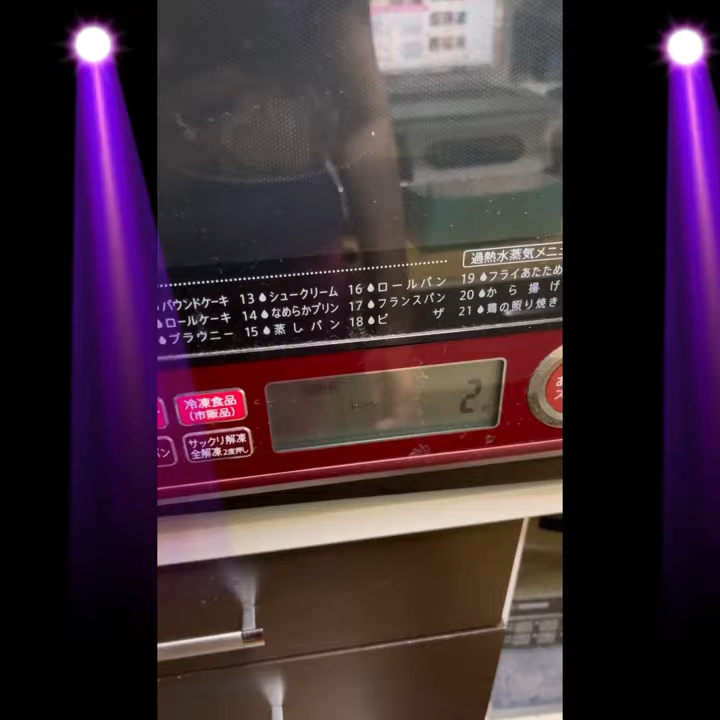 過熱水蒸気メニ
パウンドケーキ 13 シュークリーム 16 ロールパン 19 フライあたため
ロールケーキ 14 なめらかプリン 17 フランスパン 20 から揚げ
ブラウニー 15 蒸しパン 18 ピザ 21 鶏の照り焼き
冷凍食品
(市販品)
サックリ解凍
全解凍2度押し
パン
2